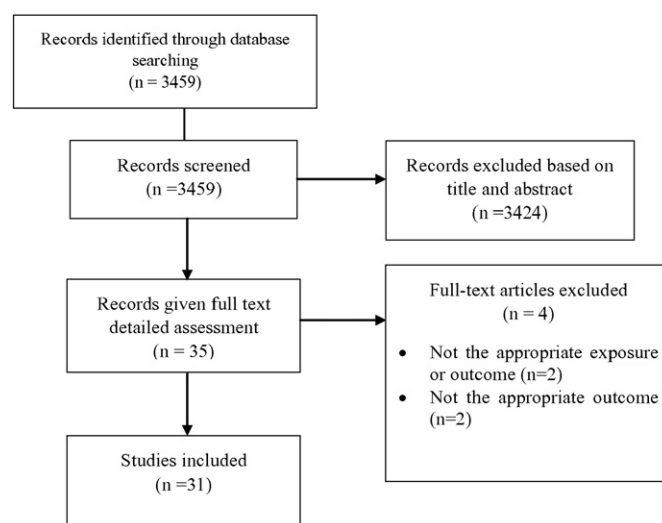 Records identified through database
searching
(n = 3459)
Records screened
(n =3459)
Records excluded based on
title and abstract
(n =3424)
Records given full text
detailed assessment
(n = 35)
Full-text articles excluded
(n = 4)
• Not the appropriate exposure
or outcome (n=2)
• Not the appropriate outcome
(n=2)
Studies included
(n =31)